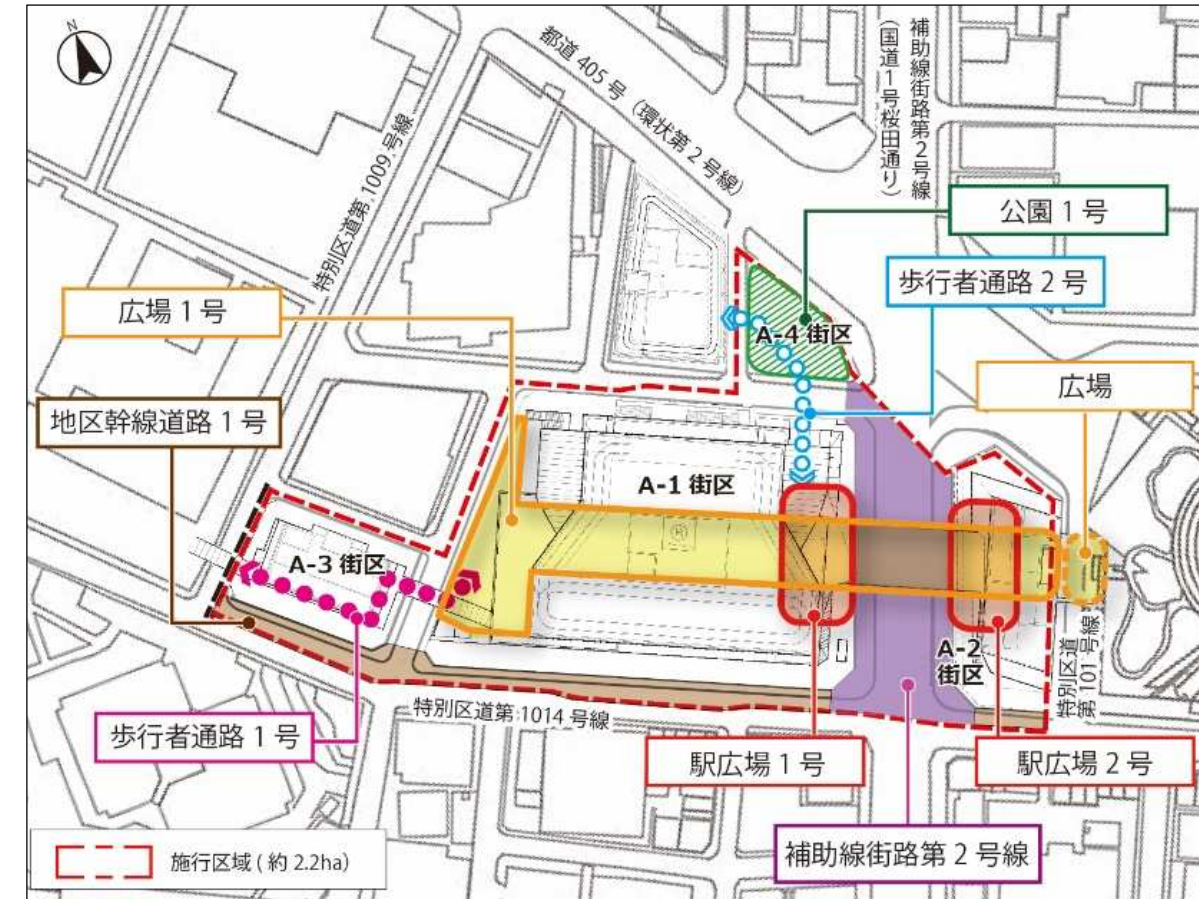 N
都道405号(環状第2号線)
補助線街路第2号線
(国道1号桜田通り)
特別区道第1009号線
公園1号
歩行者通路2号
広場1号
A-4 街区
広場
地区幹線道路1号
A-1 街区
H
A-3 街区
A-2
街区
特別区道
第101号線
特別区道第1014号線
歩行者通路1号
駅広場1号
駅広場2号
補助線街路第2号線
施行区域(約2.2ha)